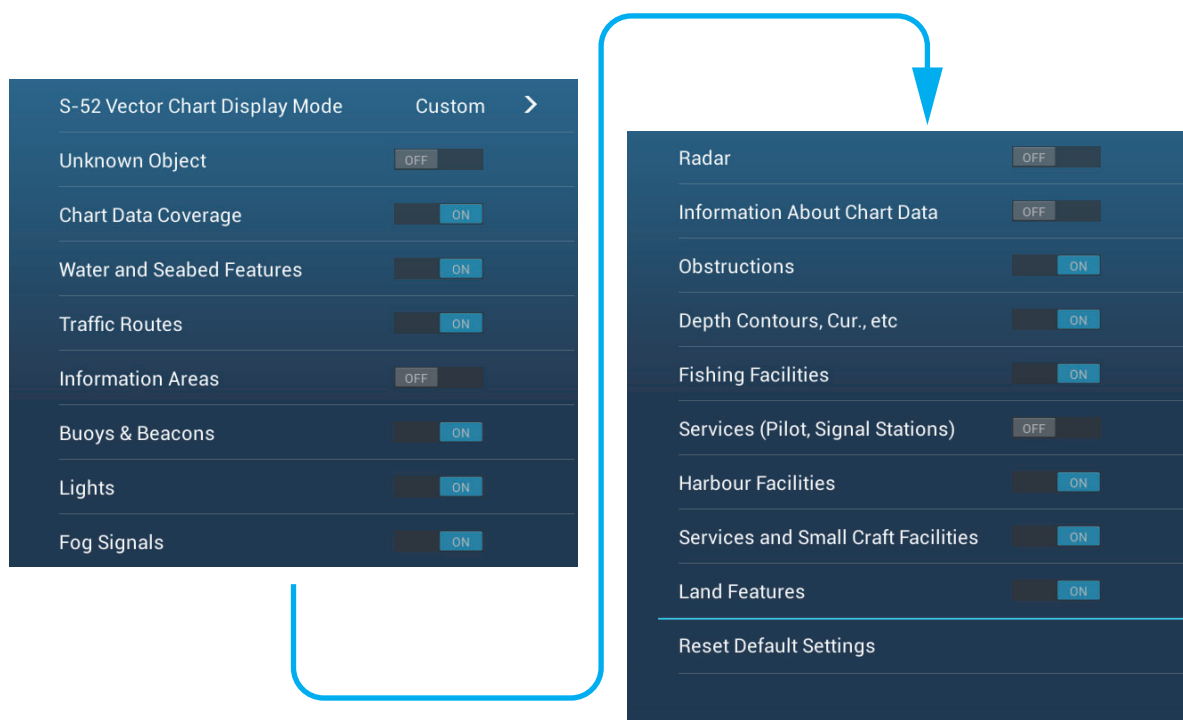 S-52 Vector Chart Display Mode Custom
Unknown Object OFF
Chart Data Coverage ON
Water and Seabed Features ON
Traffic Routes ON
Information Areas OFF
Buoys & Beacons ON
Lights ON
Fog Signals ON
Radar OFF
Information About Chart Data OFF
Obstructions ON
Depth Contours, Cur., etc ON
Fishing Facilities ON
Services (Pilot, Signal Stations) OFF
Harbour Facilities ON
Services and Small Craft Facilities ON
Land Features ON
Reset Default Settings